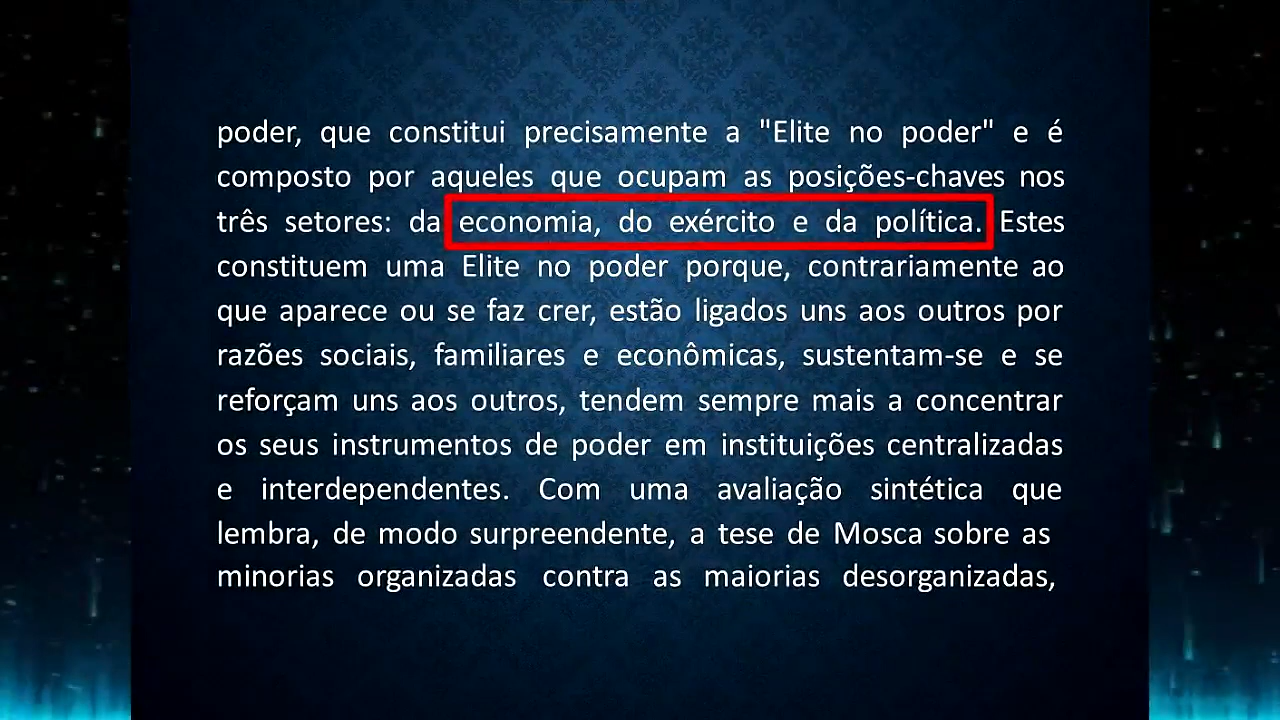 poder, que constitui precisamente a "Elite no poder" e é
composto por aqueles que ocupam as posições-chaves nos
três setores: da economia, do exército e da política. Estes
constituem uma Elite no poder porque, contrariamente ao
que aparece ou se faz crer, estão ligados uns aos outros por
razões sociais, familiares e econômicas, sustentam-se e se
reforçam uns aos outros, tendem sempre mais a concentrar
os seus instrumentos de poder em instituições centralizadas
e interdependentes. Com uma avaliação sintética que
lembra, de modo surpreendente, a tese de Mosca sobre as
minorias organizadas contra as maiorias desorganizadas,